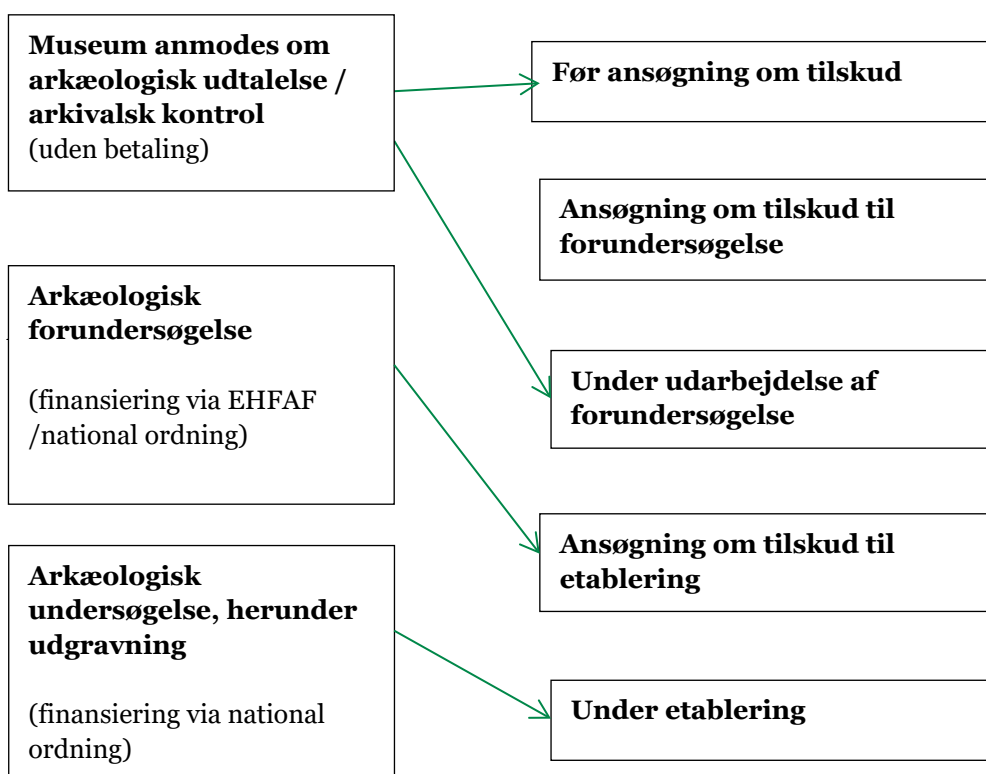 Museum anmodes om
arkæologisk udtalelse /
arkivalsk kontrol
(uden betaling)
Før ansøgning om tilskud
Ansøgning om tilskud til
forundersøgelse
Arkæologisk
forundersøgelse
(finansiering via EHFAF
/national ordning)
Under udarbejdelse af
forundersøgelse
Ansøgning om tilskud til
etablering
Arkæologisk
undersøgelse, herunder
udgravning
(finansiering via national
ordning)
Under etablering